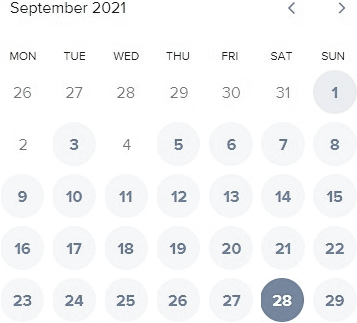 September 2021
MON TUE WED THU FRI SAT SUN
26 27 28 29 30 31 1
2 3 4 5 6 7 8
9 10 11 12 13 14 15
16 17 18 19 20 21 22
23 24 25 26 27 28 29